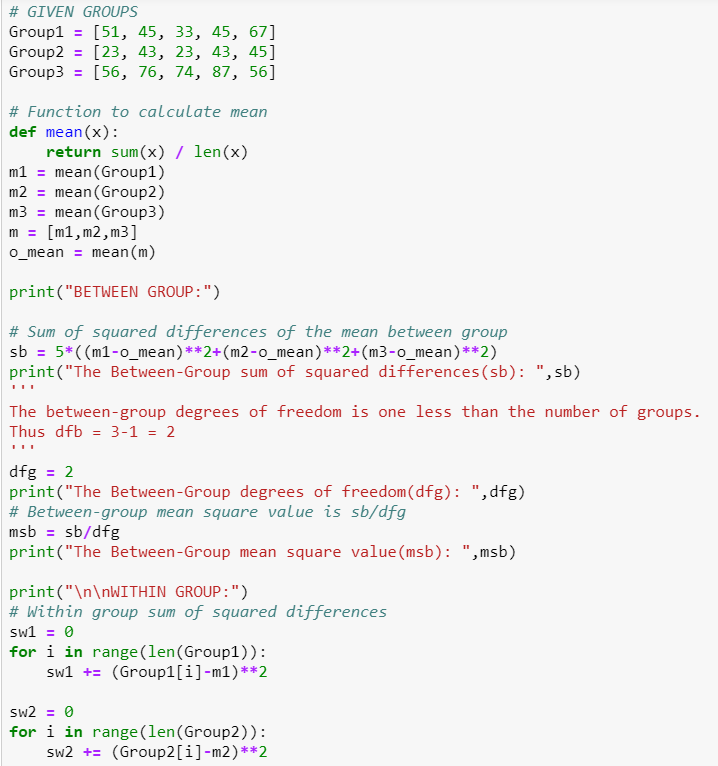 # GIVEN GROUPS
Group1 = [51, 45, 33, 45, 67]
Group2 = [23, 43, 23, 43, 45]
Group3 = [56, 76, 74, 87, 56]

# Function to calculate mean
def mean(x):
    return sum(x) / len(x)
m1 = mean(Group1)
m2 = mean(Group2)
m3 = mean(Group3)
m = [m1,m2,m3]
o_mean = mean(m)

print("BETWEEN GROUP:")

# Sum of squared differences of the mean between group
sb = 5*((m1-o_mean)**2+(m2-o_mean)**2+(m3-o_mean)**2)
print("The Between-Group sum of squared differences(sb): ",sb)
'''
The between-group degrees of freedom is one less than the number of groups.
Thus dfb = 3-1 = 2
'''
dfg = 2
print("The Between-Group degrees of freedom(dfg): ",dfg)
# Between-group mean square value is sb/dfg
msb = sb/dfg
print("The Between-Group mean square value(msb): ",msb)

print("\n\nWITHIN GROUP:")
# Within group sum of squared differences
sw1 = 0
for i in range(len(Group1)):
    sw1 += (Group1[i]-m1)**2

sw2 = 0
for i in range(len(Group2)):
    sw2 += (Group2[i]-m2)**2